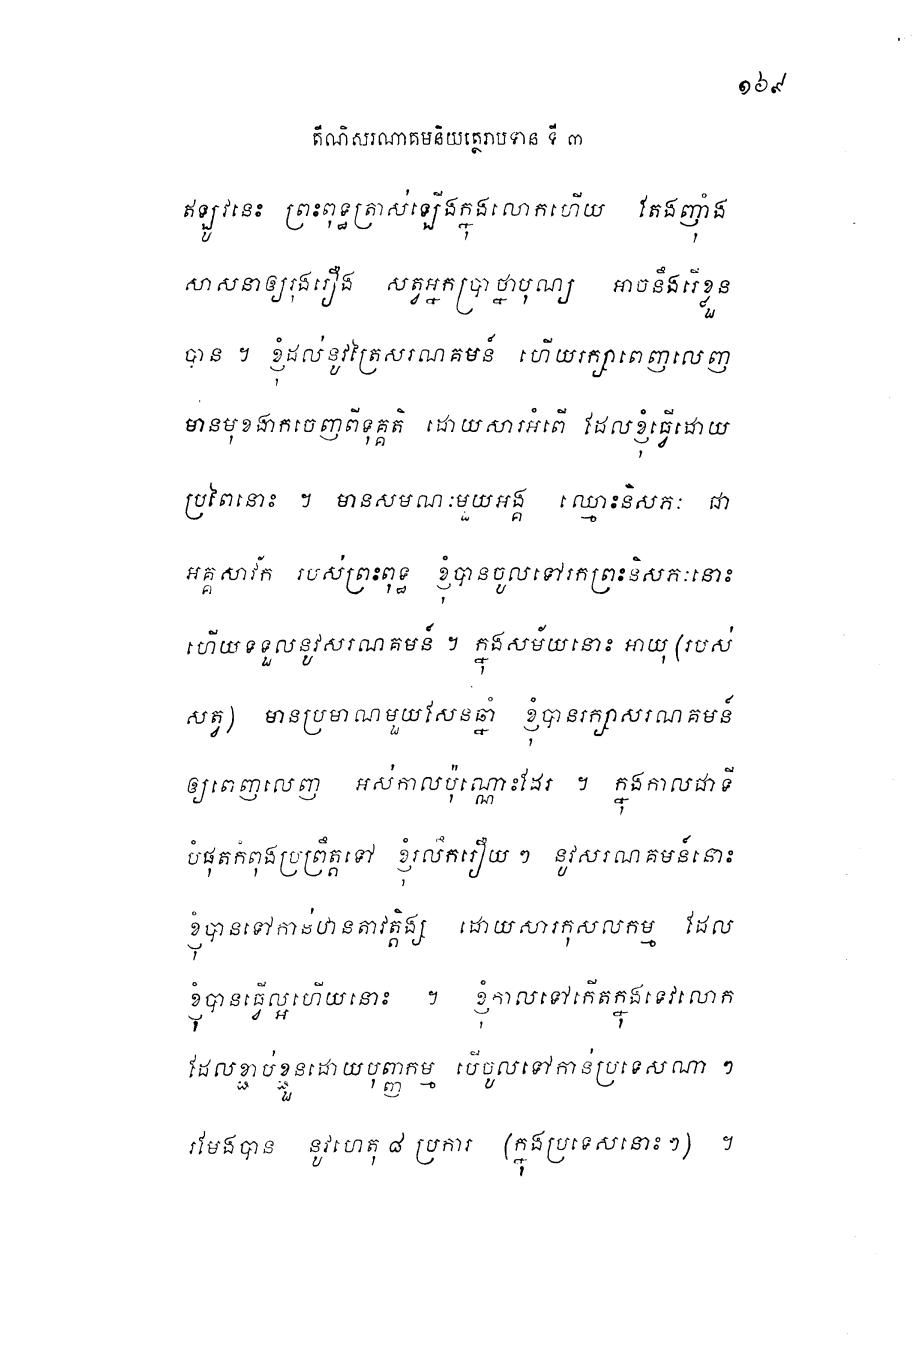 ១៦៩
តីណិសរណាគមនិយត្ថេរាបទាន ទី ៣
ឥឡូវនេះ ព្រះពុទ្ធត្រាស់ឡើងក្នុងលោកហើយ តែងញ៉ាំង
សាសនាឲ្យរុងរឿង សត្វអ្នកប្រាថ្នាបុណ្យ អាចនឹងរើខ្លួន
បាន ។ ខ្ញុំដល់នូវត្រៃសរណគមន៍ ហើយរក្សាពេញលេញ
មានមុខងាកចេញពីទុគ្គតិ ដោយសារអំពើ ដែលខ្ញុំធ្វើដោយ
ប្រពៃនោះ ។ មានសមណៈមួយអង្គ ឈ្មោះនិសភៈ ជា
អគ្គសាវ័ក របស់ព្រះពុទ្ធ ខ្ញុំបានចូលទៅរកព្រះនិសភៈនោះ
ហើយទទួលនូវសរណគមន៍ ។ ក្នុងសម័យនោះ អាយុ (របស់
សត្វ) មានប្រមាណមួយសែនឆ្នាំ ខ្ញុំបានរក្សាសរណគមន៍
ឲ្យពេញលេញ អស់កាលប៉ុណ្ណោះដែរ ។ ក្នុងកាលជាទី
បំផុតកំពុងប្រព្រឹត្តទៅ ខ្ញុំរលឹករឿយ ៗ នូវសរណគមន៍នោះ
ខ្ញុំបានទៅកាន់ឋានតាវត្តិង្ស ដោយសារកុសលកម្ម ដែល
ខ្ញុំបានធ្វើល្អហើយនោះ ។ ខ្ញុំកាលទៅកើតក្នុងទេវលោក
ដែលខ្ជាប់ខ្ជួនដោយបុញ្ញកម្ម បើចូលទៅកាន់ប្រទេសណា ៗ
រមែងបាន នូវហេតុ ៨ ប្រការ (ក្នុងប្រទេសនោះ ៗ) ។